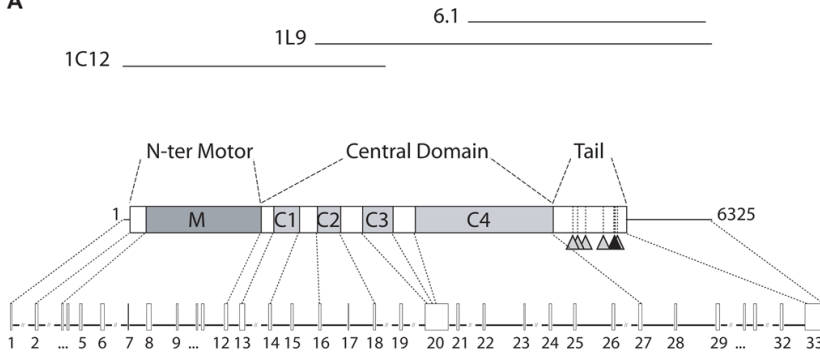 A
6.1
1L9
1C12
N-ter Motor Central Domain Tail
1 M C1 C2 C3 C4 6325
1 2 ... 5 6 7 8 9 ... 12 13 14 15 16 17 18 19 20 21 22 23 24 25 26 27 28 29 ... 32 33